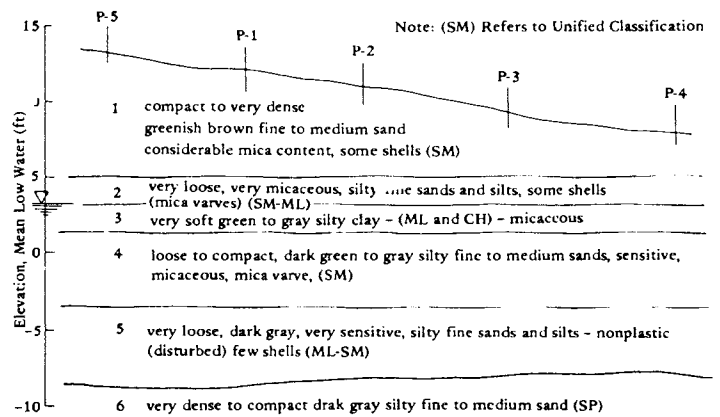 15
P-5
P-1
P-2
P-3
P-4
Note: (SM) Refers to Unified Classification
Elevation, Mean Low Water (ft)
1 compact to very dense
greenish brown fine to medium sand
considerable mica content, some shells (SM)
5
2 very loose, very micaceous, silty fine sands and silts, some shells
(mica varves) (SM-ML)
3 very soft green to gray silty clay – (ML and CH) – micaceous
0
4 loose to compact, dark green to gray silty fine to medium sands, sensitive,
micaceous, mica varve, (SM)
-5
5 very loose, dark gray, very sensitive, silty fine sands and silts – nonplastic
(disturbed) few shells (ML-SM)
-10
6 very dense to compact drak gray silty fine to medium sand (SP)